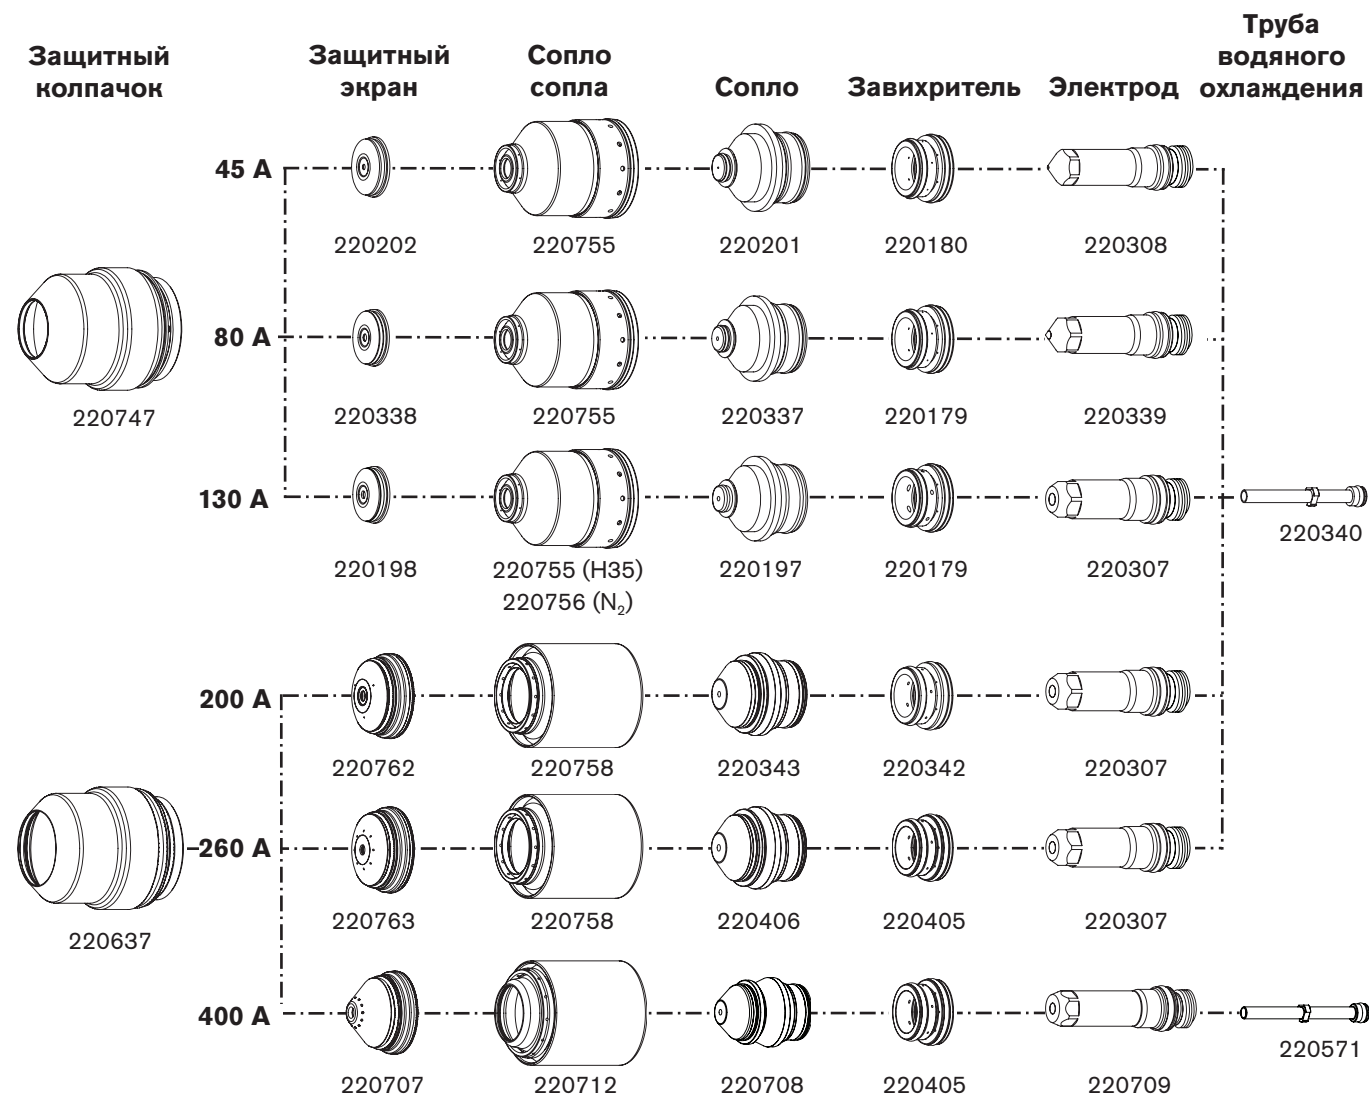 Труба
Защитный Защитный Сопло водяного
колпачок экран сопла Сопло Завихритель Электрод охлаждения
45 A
220202 220755 220201 220180 220308
80 A
220747 220338 220755 220337 220179 220339
130 A
220340
220198 220755 (H35) 220197 220179 220307
220756 (N₂)
200 A
220762 220758 220343 220342 220307
260 A
220763 220758 220406 220405 220307
220637
400 A
220571
220707 220712 220708 220405 220709